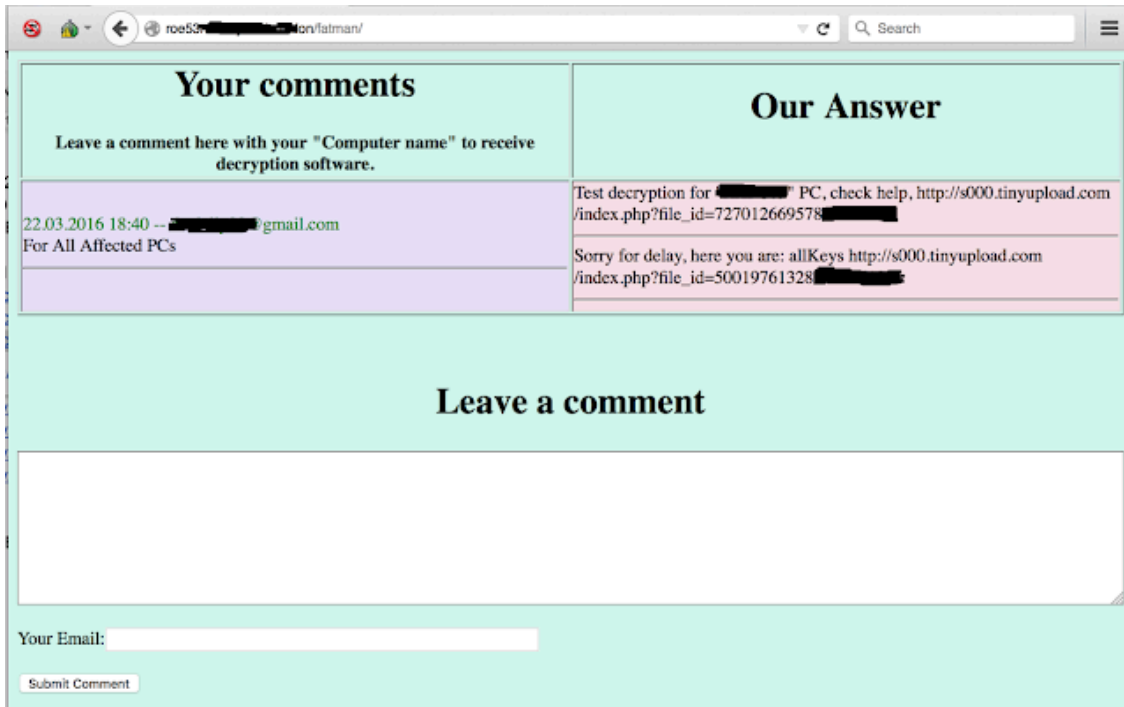 roe53 on/fatman/
Search
Your comments
Leave a comment here with your "Computer name" to receive
decryption software.
22.03.2016 18:40 -- @gmail.com
For All Affected PCs
Our Answer
Test decryption for " PC, check help, http://s000.tinyupload.com
/index.php?file_id=727012669578
Sorry for delay, here you are: allKeys http://s000.tinyupload.com
/index.php?file_id=50019761328
Leave a comment
Your Email:
Submit Comment